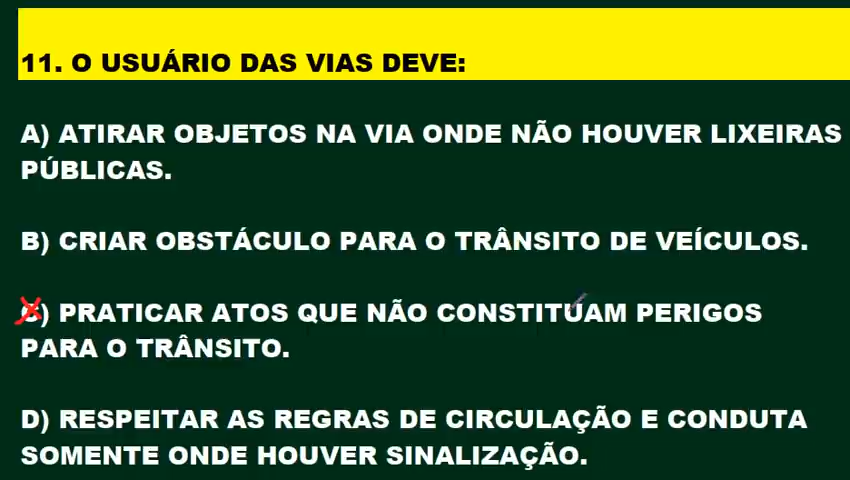 11. O USUÁRIO DAS VIAS DEVE:
A) ATIRAR OBJETOS NA VIA ONDE NÃO HOUVER LIXEIRAS
PÚBLICAS.
B) CRIAR OBSTÁCULO PARA O TRÂNSITO DE VEÍCULOS.
C) PRATICAR ATOS QUE NÃO CONSTITUAM PERIGOS
PARA O TRÂNSITO.
D) RESPEITAR AS REGRAS DE CIRCULAÇÃO E CONDUTA
SOMENTE ONDE HOUVER SINALIZAÇÃO.